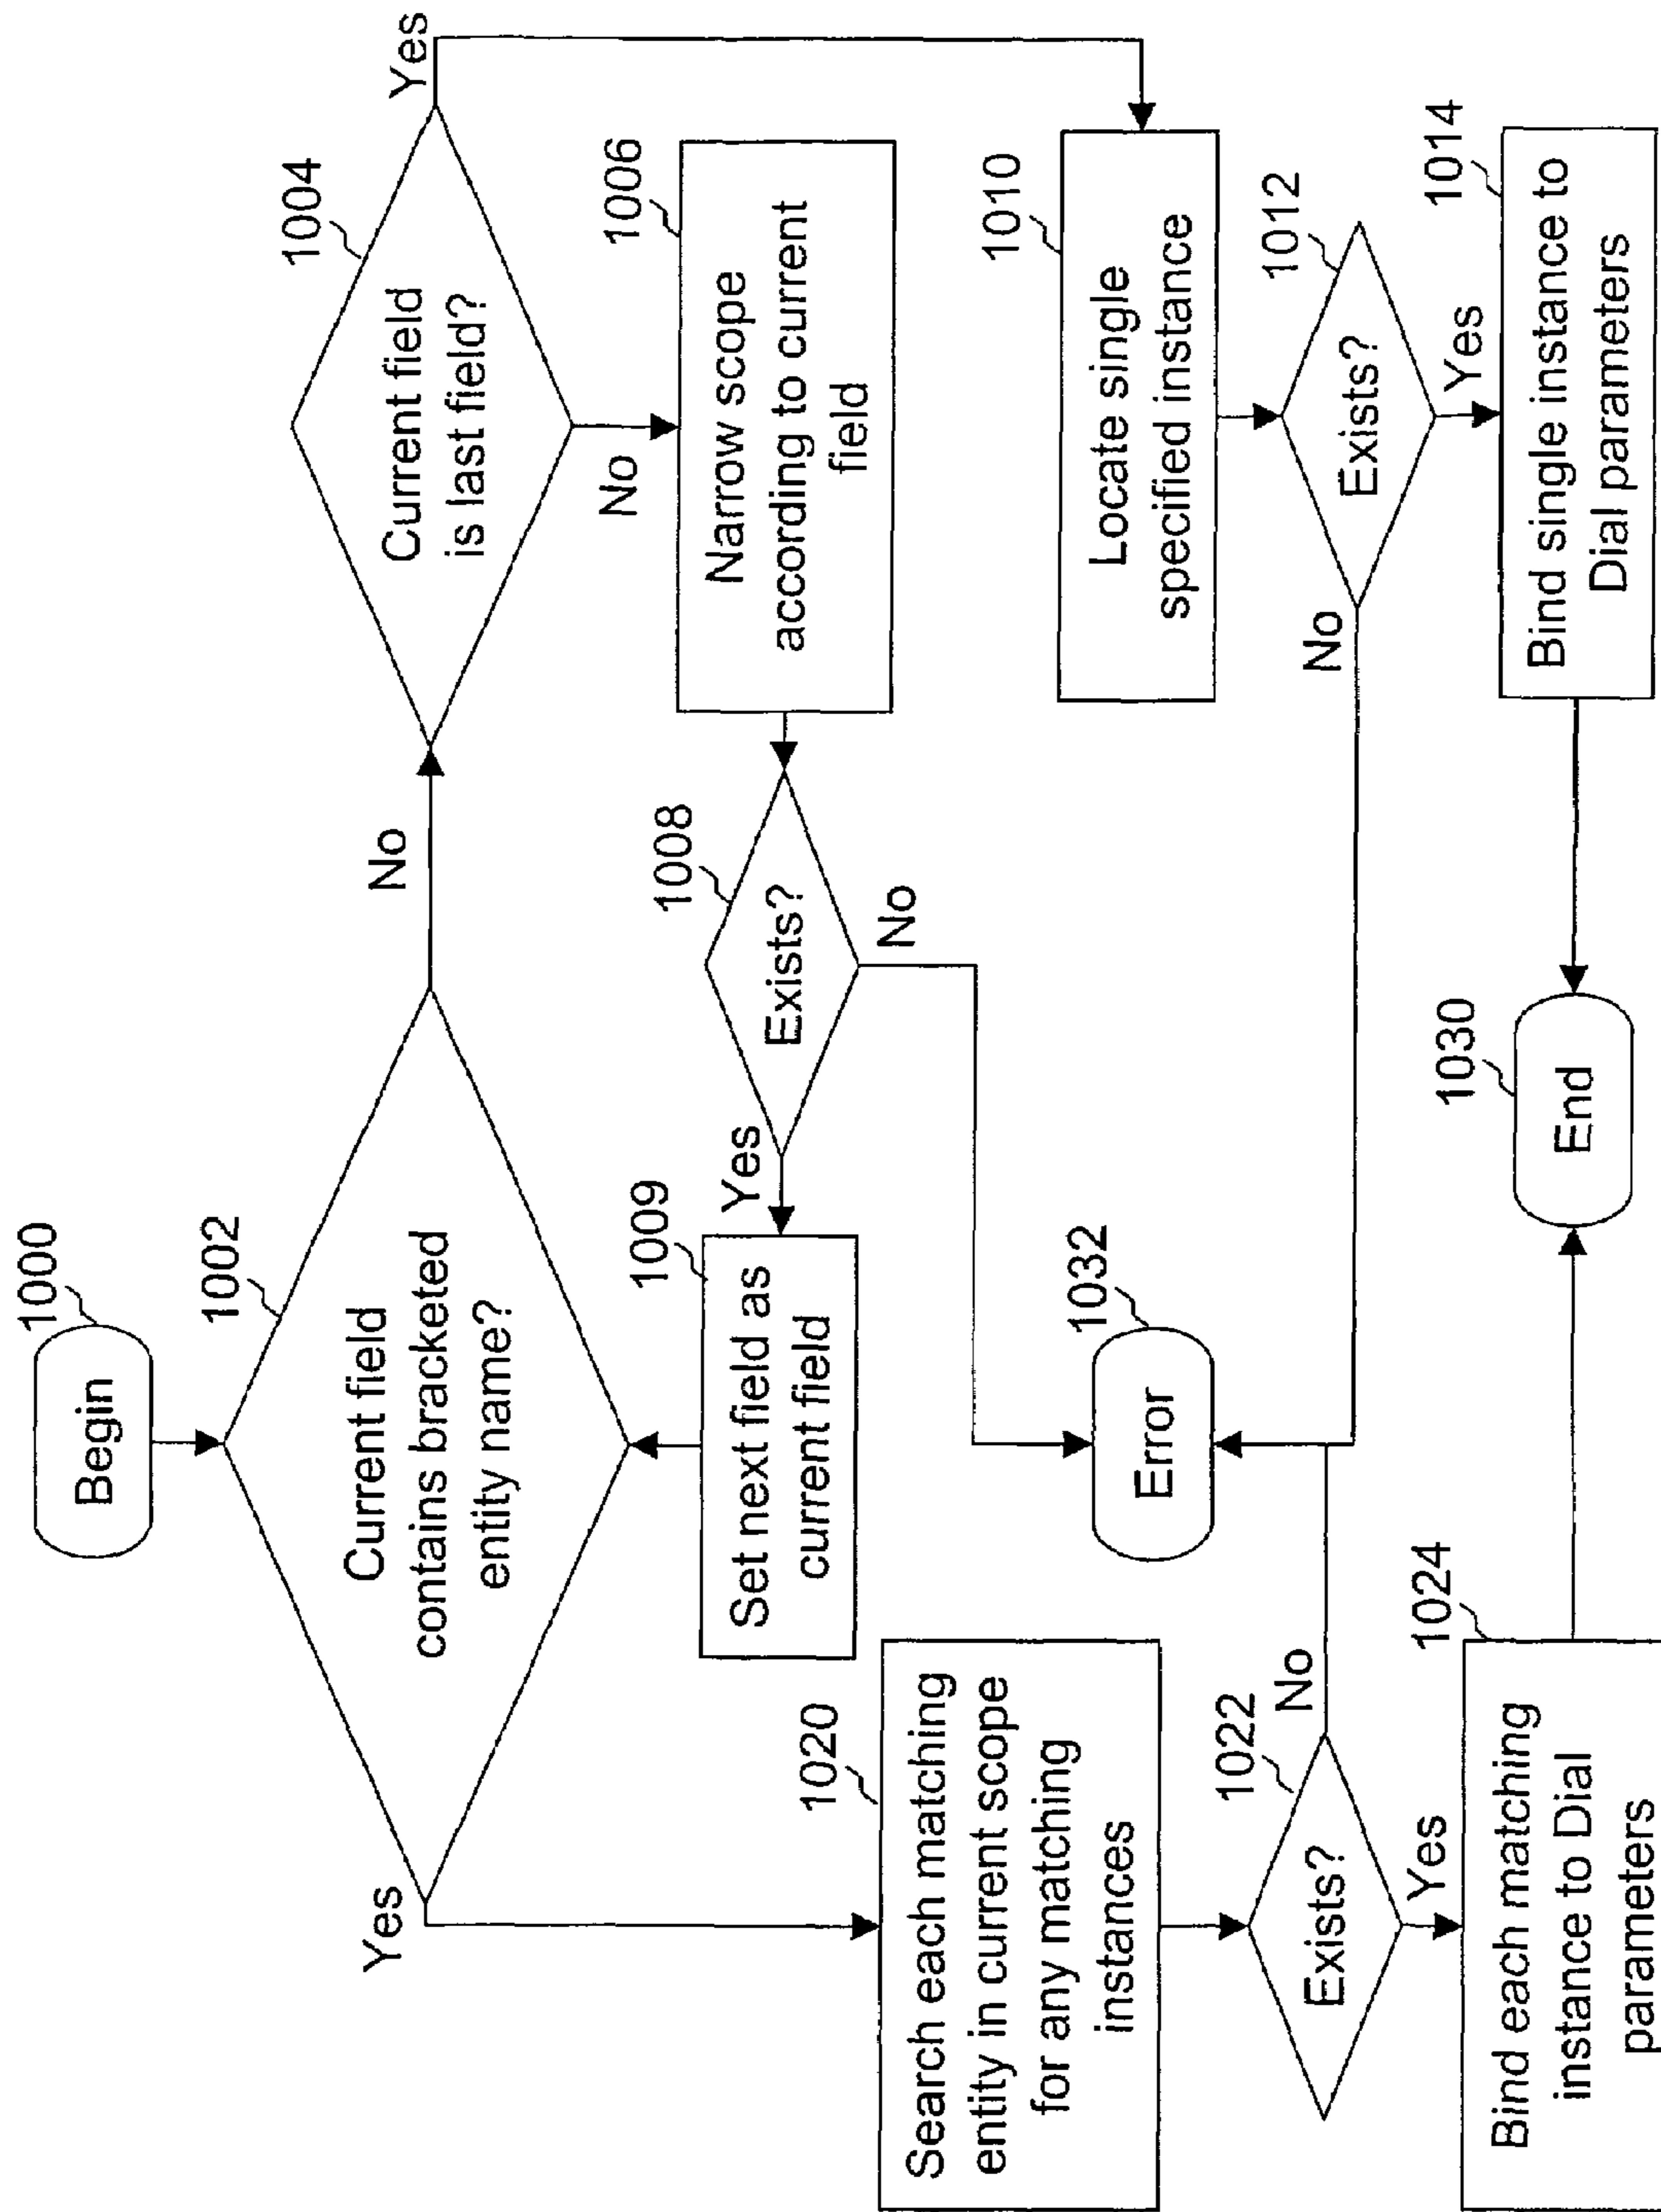 Begin
1000
Current field
contains bracketed
entity name?
1002
Yes
No
Current field
is last field?
1004
Yes
No
Narrow scope
according to current
field
1006
Exists?
1008
Yes
No
Set next field as
current field
1009
Locate single
specified instance
1010
Exists?
1012
No
Yes
Bind single instance to
Dial parameters
1014
Search each matching
entity in current scope
for any matching
instances
1020
Exists?
1022
No
Yes
Bind each matching
instance to Dial
parameters
1024
Error
1032
End
1030